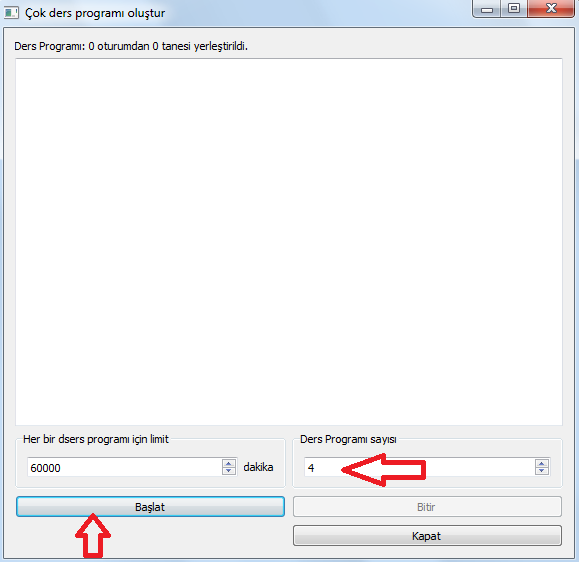 Çok ders programı oluştur
Ders Programı: 0 oturumdan 0 tanesi yerleştirildi.
Her bir dsers programı için limit
Ders Programı sayısı
60000
dakika
4
Başlat
Bitir
Kapat